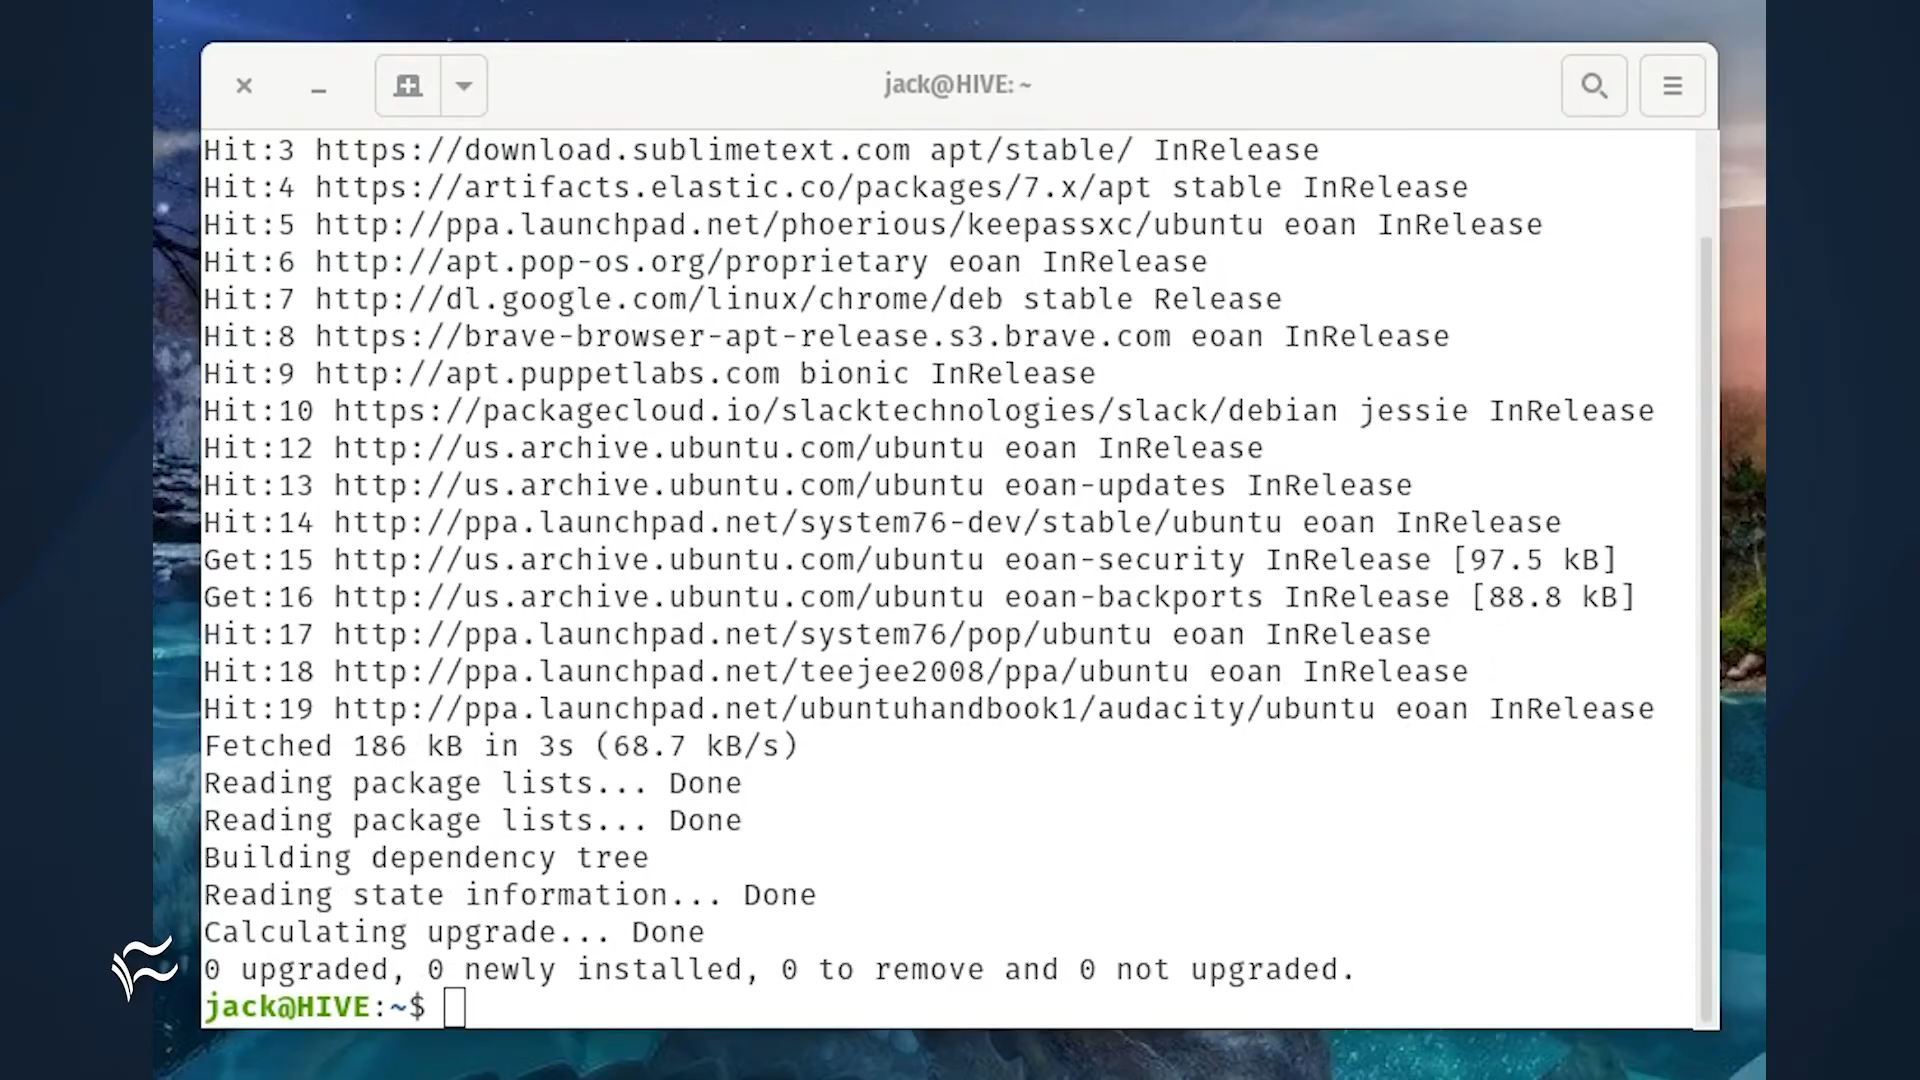 jack@HIVE: ~
Hit:3 https://download.sublimetext.com apt/stable/ InRelease
Hit:4 https://artifacts.elastic.co/packages/7.x/apt stable InRelease
Hit:5 http://ppa.launchpad.net/phoerious/keepassxc/ubuntu eoan InRelease
Hit:6 http://apt.pop-os.org/proprietary eoan InRelease
Hit:7 http://dl.google.com/linux/chrome/deb stable Release
Hit:8 https://brave-browser-apt-release.s3.brave.com eoan InRelease
Hit:9 http://apt.puppetlabs.com bionic InRelease
Hit:10 https://packagecloud.io/slacktechnologies/slack/debian jessie InRelease
Hit:12 http://us.archive.ubuntu.com/ubuntu eoan InRelease
Hit:13 http://us.archive.ubuntu.com/ubuntu eoan-updates InRelease
Hit:14 http://ppa.launchpad.net/system76-dev/stable/ubuntu eoan InRelease
Get:15 http://us.archive.ubuntu.com/ubuntu eoan-security InRelease [97.5 kB]
Get:16 http://us.archive.ubuntu.com/ubuntu eoan-backports InRelease [88.8 kB]
Hit:17 http://ppa.launchpad.net/system76/pop/ubuntu eoan InRelease
Hit:18 http://ppa.launchpad.net/teejee2008/ppa/ubuntu eoan InRelease
Hit:19 http://ppa.launchpad.net/ubuntuhandbook1/audacity/ubuntu eoan InRelease
Fetched 186 kB in 3s (68.7 kB/s)
Reading package lists... Done
Reading package lists... Done
Building dependency tree
Reading state information... Done
Calculating upgrade... Done
0 upgraded, 0 newly installed, 0 to remove and 0 not upgraded.
jack@HIVE:~$